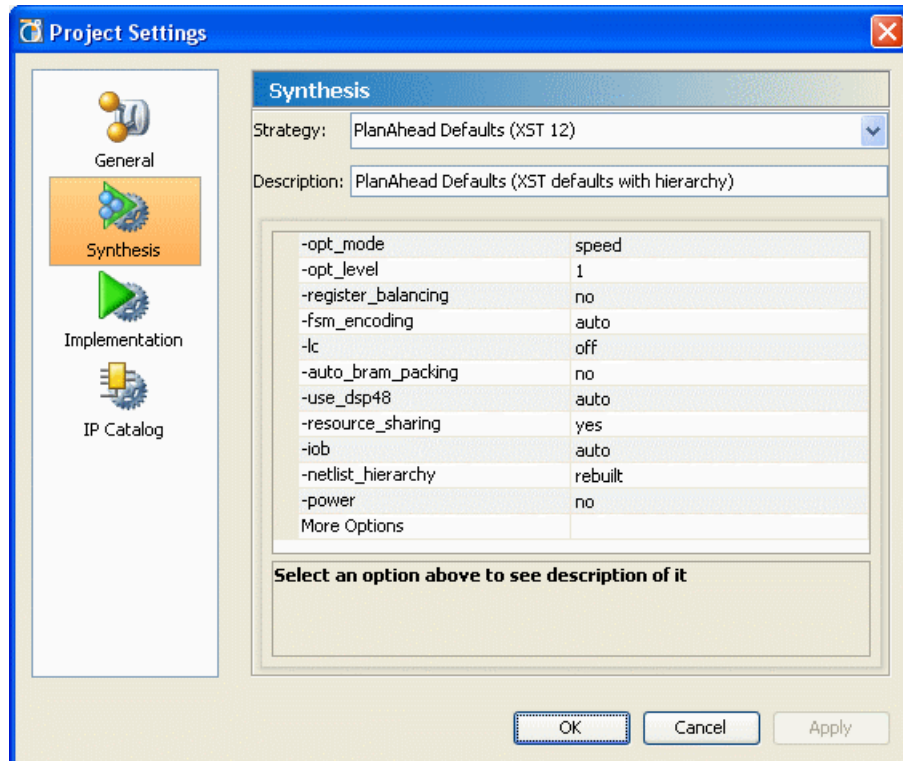 Project Settings
General
Synthesis
Implementation
IP Catalog
Synthesis
Strategy: PlanAhead Defaults (XST 12)
Description: PlanAhead Defaults (XST defaults with hierarchy)
-opt_mode speed
-opt_level 1
-register_balancing no
-fsm_encoding auto
-lc off
-auto_bram_packing no
-use_dsp48 auto
-resource_sharing yes
-iob auto
-netlist_hierarchy rebuilt
-power no
More Options
Select an option above to see description of it
OK Cancel Apply